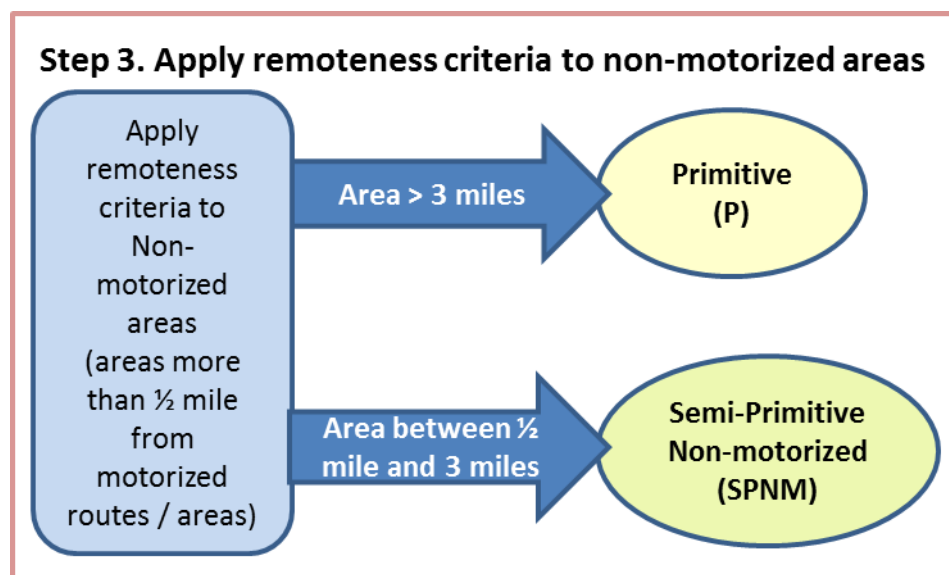 Step 3. Apply remoteness criteria to non-motorized areas
Apply
remoteness
criteria to
Non-
motorized
areas
(areas more
than ½ mile
from
motorized
routes / areas)
Area > 3 miles
Primitive
(P)
Area between ½
mile and 3 miles
Semi-Primitive
Non-motorized
(SPNM)